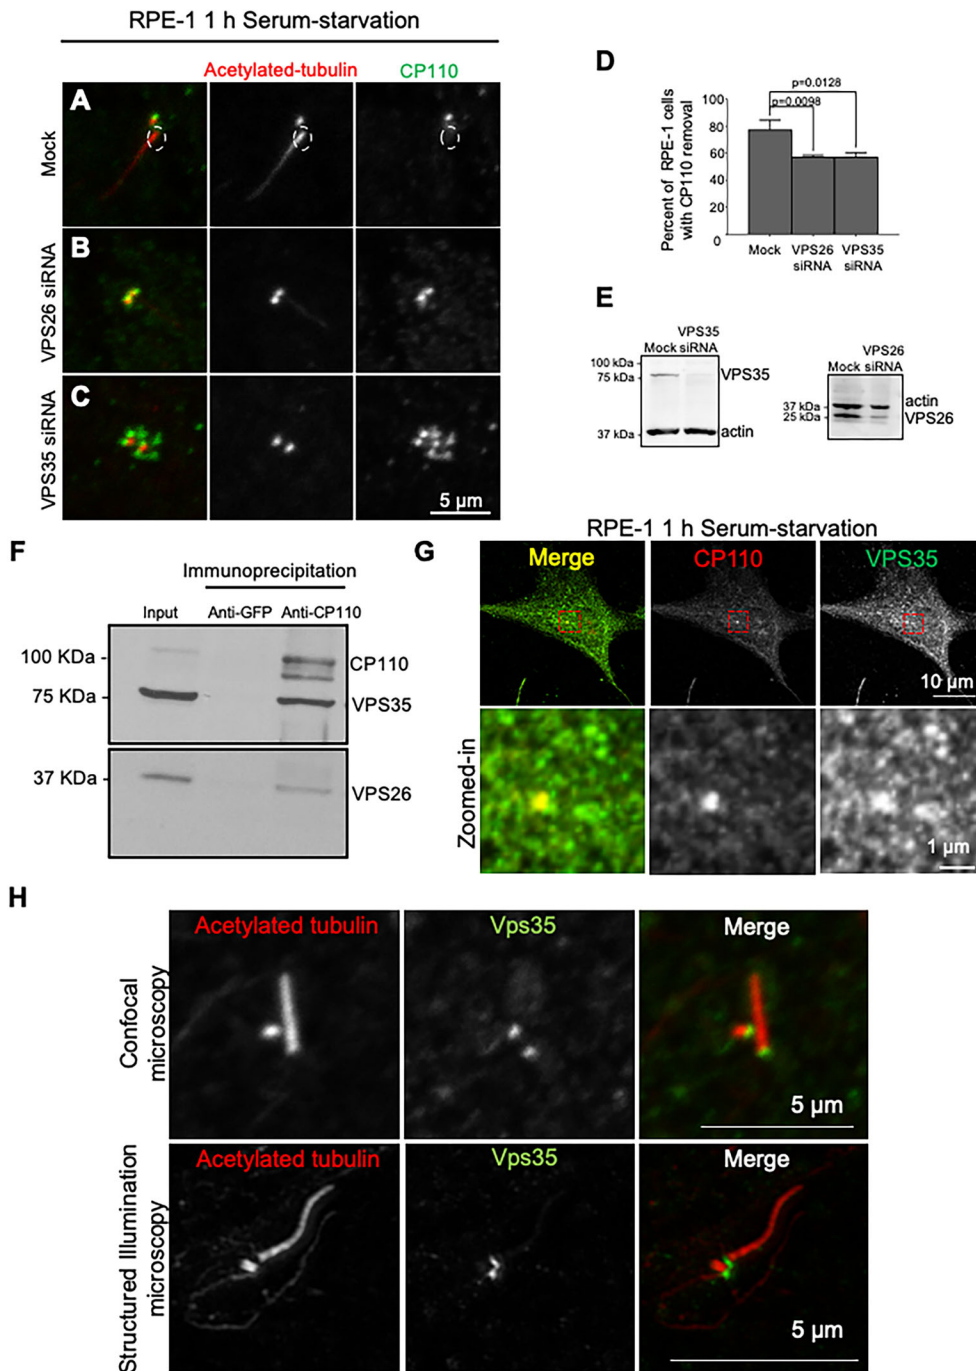 RPE-1 1 h Serum-starvation
Acetylated-tubulin
CP110
A
Mock
B
VPS26 siRNA
C
VPS35 siRNA
5 µm
D
Percent of RPE-1 cells
with CP110 removal
100
80
60
40
20
0
p=0.0128
p=0.0098
Mock
VPS26
siRNA
VPS35
siRNA
E
VPS35
Mock siRNA
100 kDa
75 kDa
37 kDa
VPS35
actin
VPS26
Mock siRNA
37 kDa
25 kDa
actin
VPS26
F
Immunoprecipitation
Input
Anti-GFP
Anti-CP110
100 KDa
75 KDa
37 KDa
CP110
VPS35
VPS26
G
RPE-1 1 h Serum-starvation
Merge
CP110
VPS35
10 µm
Zoomed-in
1 µm
H
Confocal
microscopy
Acetylated tubulin
Vps35
Merge
5 µm
Structured Illumination
microscopy
Acetylated tubulin
Vps35
Merge
5 µm